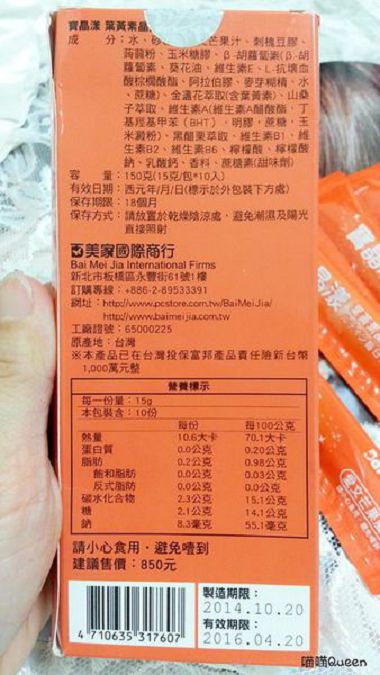 寶晶漾 葉黃素晶
成 分：水、砂 芒果汁、刺槐豆膠、
蒟蒻粉、玉米糖膠、β-胡蘿蔔素(β-胡
蘿蔔素、葵花油、維生素E、L-抗壞血
酸棕櫚酸酯、阿拉伯膠、麥芽糊精、水
、蔗糖)、金盞花萃取(含葉黃素)、山桑
子萃取、維生素A(維生素A醋酸酯、丁
基羥基甲苯（BHT）、明膠、蔗糖、玉
米澱粉)、黑醋栗萃取、維生素B1、維
生素B2、維生素B6、檸檬酸、檸檬酸
鈉、乳酸鈣、香料、蔗糖素(甜味劑)
容 量：150克(15克/包*10入)
有效日期：西元年/月/日(標示於外包裝下方處)
保存期限：18個月
保存方式：請放置於乾燥陰涼處，避免潮濕及陽光
直接照射
美家國際商行
Bai Mei Jia International Firms
新北市板橋區永豐街61號1樓
訂購專線：+886-2-89533391
網址：http://www.pcstore.com.tw/BaiMeiJia/
http://www.baimeijia.com.tw
工廠證號：65000225
原產地：台灣
※本產品已在台灣投保富邦產品責任險新台幣
1,000萬元整
營養標示
每一份量：15g
本包裝含：10份
每份 每100公克
熱量 10.6大卡 70.1大卡
蛋白質 0.0公克 0.20公克
脂肪 0.2公克 0.98公克
飽和脂肪 0.0公克 0.03公克
反式脂肪 0.0公克 0.0公克
碳水化合物 2.3公克 15.1公克
糖 2.1公克 14.1公克
鈉 8.3毫克 55.1毫克
請小心食用，避免噎到
建議售價：850元
製造期限：
2014.10.20
有效期限：
2016.04.20
4 710635 317607
喵喵Queen